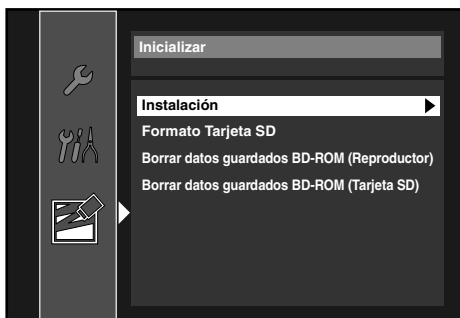 Inicializar
Instalación
Formato Tarjeta SD
Borrar datos guardados BD-ROM (Reproductor)
Borrar datos guardados BD-ROM (Tarjeta SD)